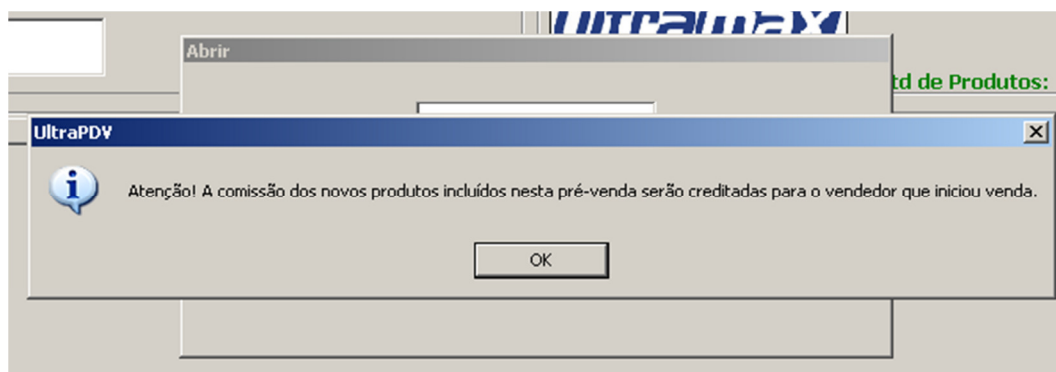 Ultramax
Abrir
td de Produtos:
UltraPDV
Atenção! A comissão dos novos produtos incluídos nesta pré-venda serão creditadas para o vendedor que iniciou venda.
OK